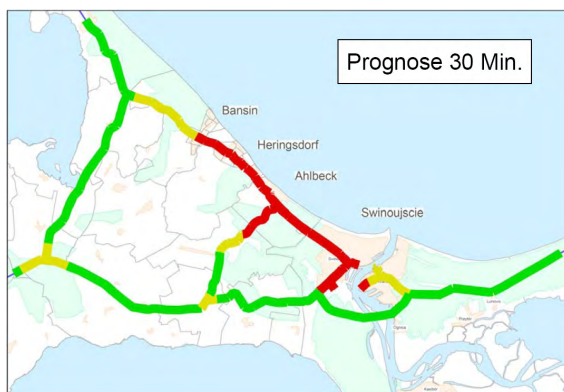 Prognose 30 Min.
Bansin
Heringsdorf
Ahlbeck
Swinoujscie